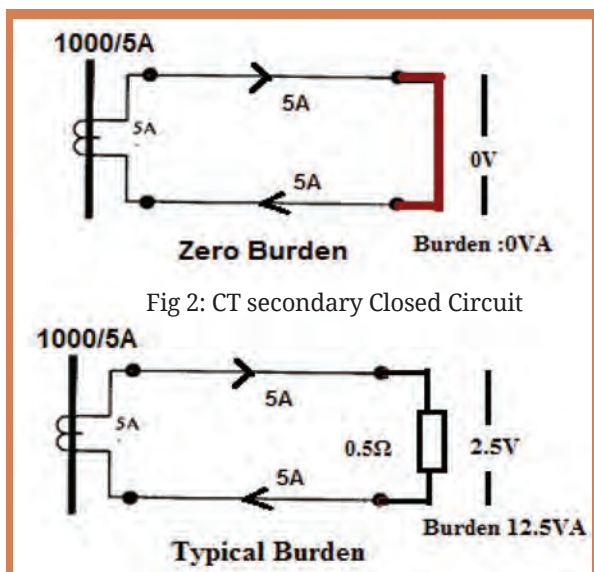 1000/5A
5A
5A
0V
5A
Zero Burden
Burden :0VA
Fig 2: CT secondary Closed Circuit
1000/5A
5A
5A
0.5Ω
2.5V
5A
Burden 12.5VA
Typical Burden